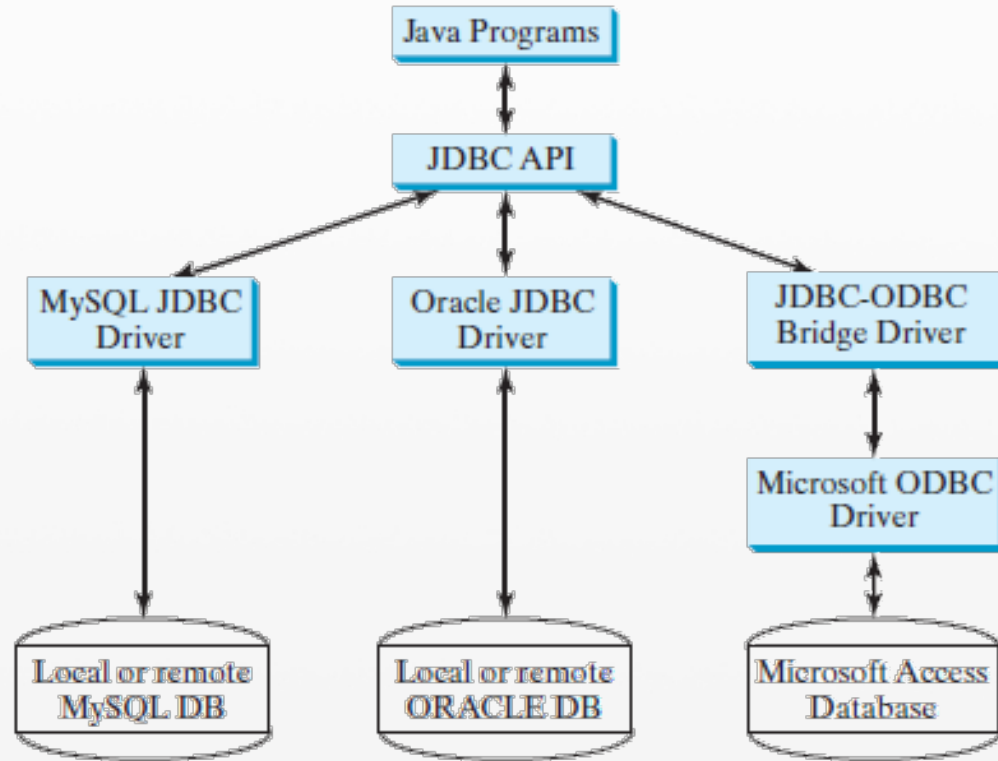 Java Programs
JDBC API
MySQL JDBC
Driver
Oracle JDBC
Driver
JDBC-ODBC
Bridge Driver
Microsoft ODBC
Driver
Local or remote
MySQL DB
Local or remote
ORACLE DB
Microsoft Access
Database